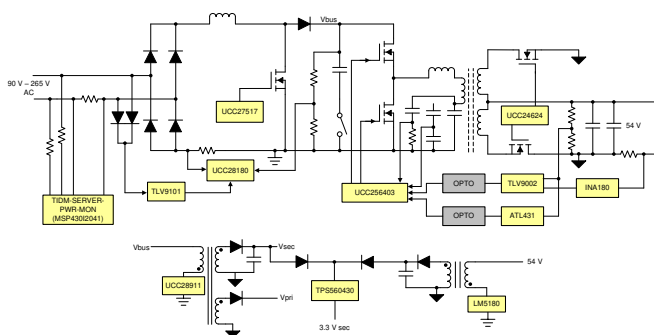 Vbus
90 V – 265 V
AC
UCC27517
UCC24624
54 V
UCC28180
TLV9101
UCC256403
OPTO
TLV9002
INA180
OPTO
ATL431
TIDM-SERVER-
PWR-MON
(MSP430I2041)
Vbus
Vsec
54 V
UCC28911
TPS560430
LM5180
Vpri
3.3 V sec